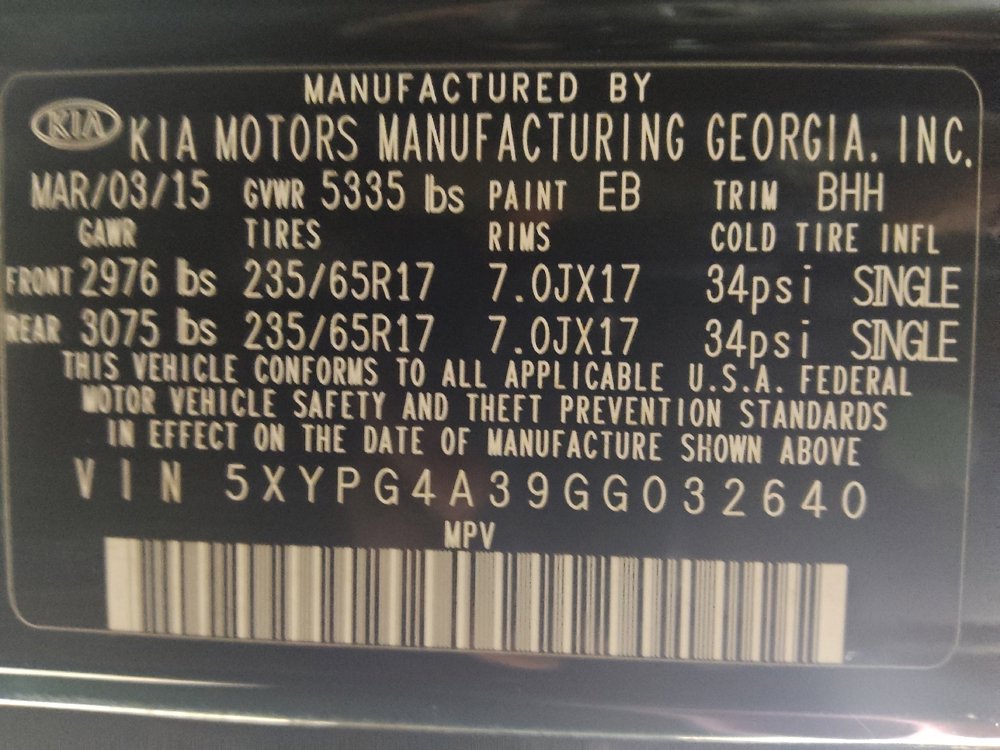 MANUFACTURED BY
KIA KIA MOTORS MANUFACTURING GEORGIA. INC.
MAR/03/15 GVWR 5335 lbs PAINT EB TRIM BHH
GAWR TIRES RIMS COLD TIRE INFL
FRONT 2976 lbs 235/65R17 7.0JX17 34psi SINGLE
REAR 3075 lbs 235/65R17 7.0JX17 34psi SINGLE
THIS VEHICLE CONFORMS TO ALL APPLICABLE U.S.A. FEDERAL
MOTOR VEHICLE SAFETY AND THEFT PREVENTION STANDARDS
IN EFFECT ON THE DATE OF MANUFACTURE SHOWN ABOVE
VIN 5XYPG4A39GG032640
MPV